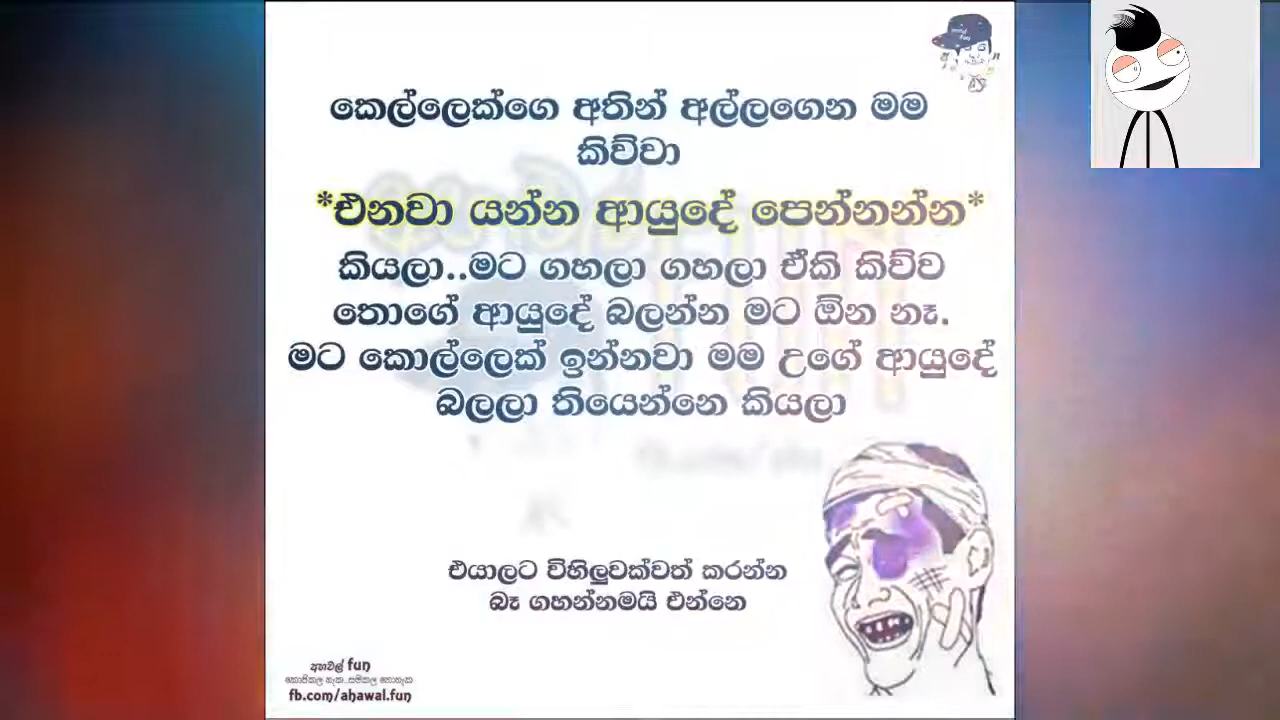 කෙල්ලෙක්ගෙ අතින් අල්ලගෙන මම
කිව්වා
*එනවා යන්න ආයුදේ පෙන්නන්න*
කියලා..මට ගහලා ගහලා ඒකි කිව්ව
තොගේ ආයුදේ බලන්න මට ඕන නෑ.
මට කොල්ලෙක් ඉන්නවා මම උගේ ආයුදේ
බලලා තියෙන්නෙ කියලා
එයාලට විහිලුවක්වත් කරන්න
බෑ ගහන්නමයි එන්නෙ
අහවල් fun
fb.com/ahawal.fun